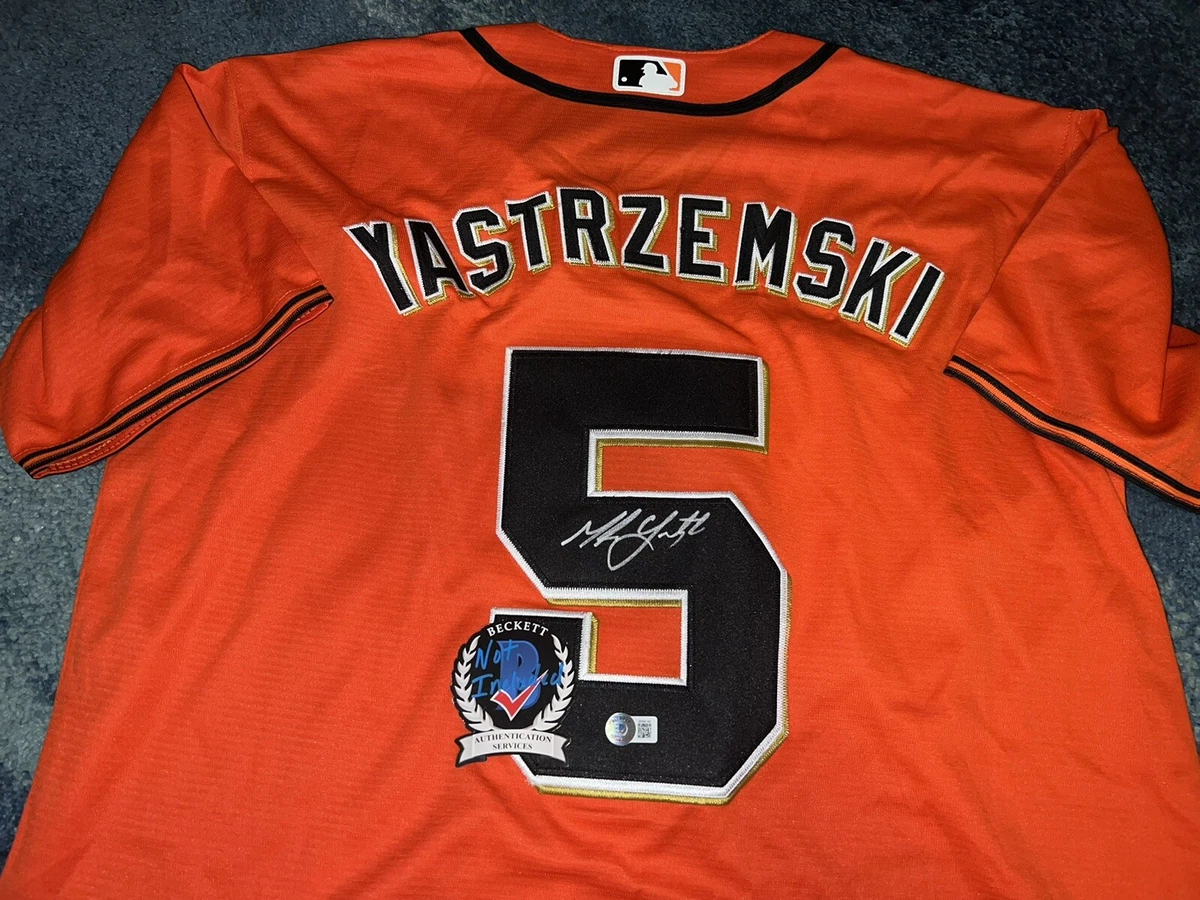 YASTRZEMSKI
5
BECKETT
Not
Included
B
AUTHENTICATION
SERVICES